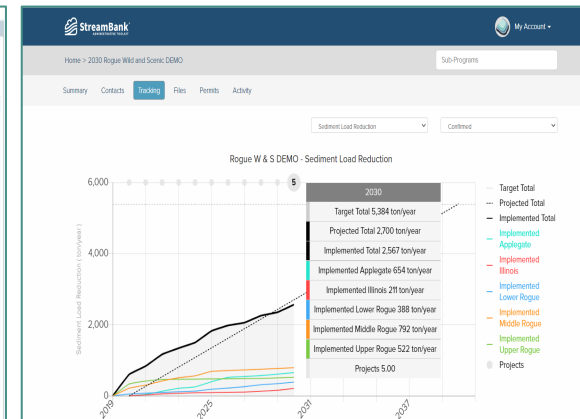 StreamBank
ADMINISTRATOR TOOLKIT
My Account
Home > 2030 Rogue Wild and Scenic DEMO
Sub-Programs
Summary Contacts Tracking Files Permits Activity
Sediment Load Reduction
Confirmed
Rogue W & S DEMO - Sediment Load Reduction
Sediment Load Reduction (ton/year)
6,000
4,000
2,000
0
2019
2025
2031
2037
5
2030
Target Total 5,384 ton/year
Projected Total 2,700 ton/year
Implemented Total 2,567 ton/year
Implemented Applegate 654 ton/year
Implemented Illinois 211 ton/year
Implemented Lower Rogue 388 ton/year
Implemented Middle Rogue 792 ton/year
Implemented Upper Rogue 522 ton/year
Projects 5.00
Target Total
Projected Total
Implemented Total
Implemented
Applegate
Implemented
Illinois
Implemented
Lower Rogue
Implemented
Middle Rogue
Implemented
Upper Rogue
Projects